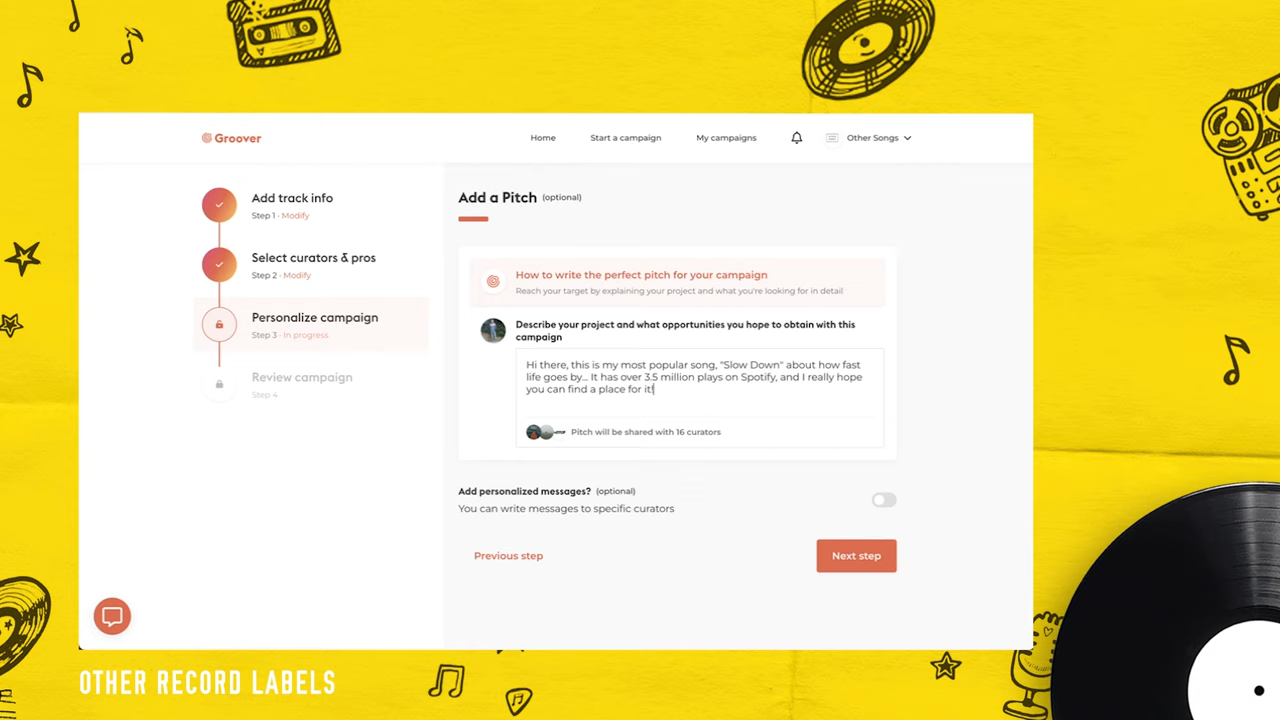 Groover
Home
Start a campaign
My campaigns
Other Songs
Add track info
Step 1 · Modify
Select curators & pros
Step 2 · Modify
Personalize campaign
Step 3 · In progress
Review campaign
Step 4
Add a Pitch (optional)
How to write the perfect pitch for your campaign
Reach your target by explaining your project and what you're looking for in detail
Describe your project and what opportunities you hope to obtain with this
campaign
Hi there, this is my most popular song, "Slow Down" about how fast
life goes by... It has over 3.5 million plays on Spotify, and I really hope
you can find a place for it!
Pitch will be shared with 16 curators
Add personalized messages? (optional)
You can write messages to specific curators
Previous step
Next step
OTHER RECORD LABELS